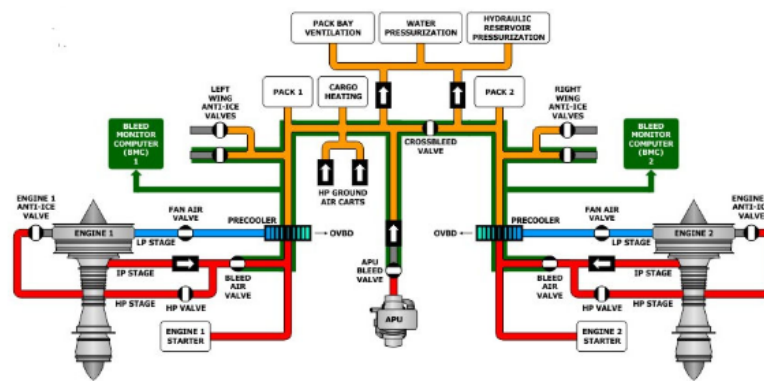 PACK BAY
VENTILATION
WATER
PRESSURIZATION
HYDRAULIC
RESERVOIR
PRESSURIZATION
LEFT
WING
ANTI-ICE
VALVES
PACK 1
CARGO
HEATING
PACK 2
RIGHT
WING
ANTI-ICE
VALVES
BLEED
MONITOR
COMPUTER
(BMC)
1
CROSSBLEED
VALVE
BLEED
MONITOR
COMPUTER
(BMC)
2
HP GROUND
AIR CARTS
ENGINE 1
ANTI-ICE
VALVE
FAN AIR
VALVE
PRECOOLER
ENGINE 1
LP STAGE
OVBD
IP STAGE
BLEED
AIR
VALVE
HP STAGE
HP VALVE
ENGINE 1
STARTER
APU
BLEED
VALVE
APU
PRECOOLER
FAN AIR
VALVE
ENGINE
ANTI-IC
VALV
OVBD
LP STAGE
ENGINE 2
IP STAGE
BLEED
AIR
VALVE
HP VALVE
HP STAGE
ENGINE 2
STARTER